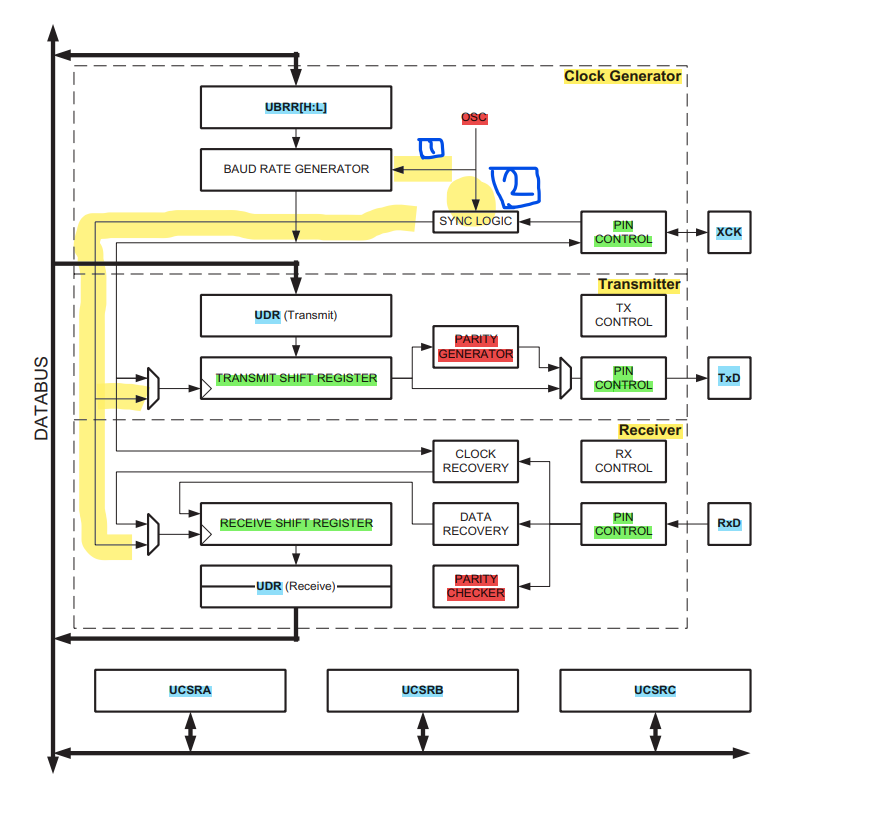 Clock Generator
UBRR[H:L]
OSC
1
2
BAUD RATE GENERATOR
SYNC LOGIC
PIN
CONTROL
XCK
Transmitter
UDR (Transmit)
TX
CONTROL
PARITY
GENERATOR
TRANSMIT SHIFT REGISTER
PIN
CONTROL
TxD
DATABUS
Receiver
CLOCK
RECOVERY
RX
CONTROL
RECEIVE SHIFT REGISTER
DATA
RECOVERY
PIN
CONTROL
RxD
UDR (Receive)
PARITY
CHECKER
UCSRA
UCSRB
UCSRC